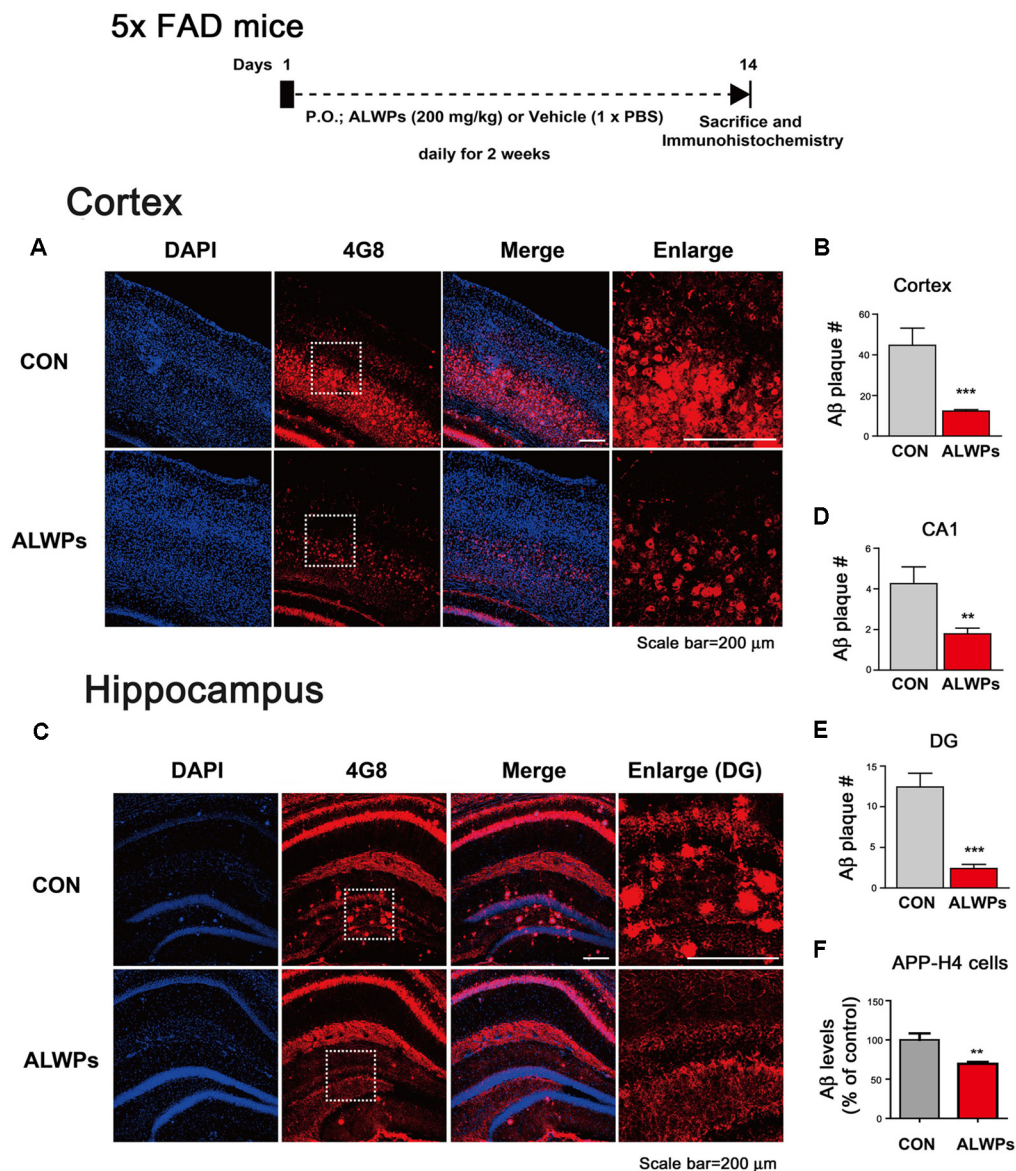 5x FAD mice
Days 1 14
P.O.; ALWPs (200 mg/kg) or Vehicle (1 x PBS)
daily for 2 weeks
Sacrifice and
Immunohistochemistry
Cortex
A
DAPI 4G8 Merge Enlarge
CON
ALWPs
Scale bar=200 μm
B
Cortex
Aβ plaque #
60
40
20
0
***
CON ALWPs
D
CA1
Aβ plaque #
6
4
2
0
**
CON ALWPs
Hippocampus
C
DAPI 4G8 Merge Enlarge (DG)
CON
ALWPs
Scale bar=200 μm
E
DG
Aβ plaque #
15
10
5
0
***
CON ALWPs
F
APP-H4 cells
Aβ levels
(% of control)
150
100
50
0
**
CON ALWPs